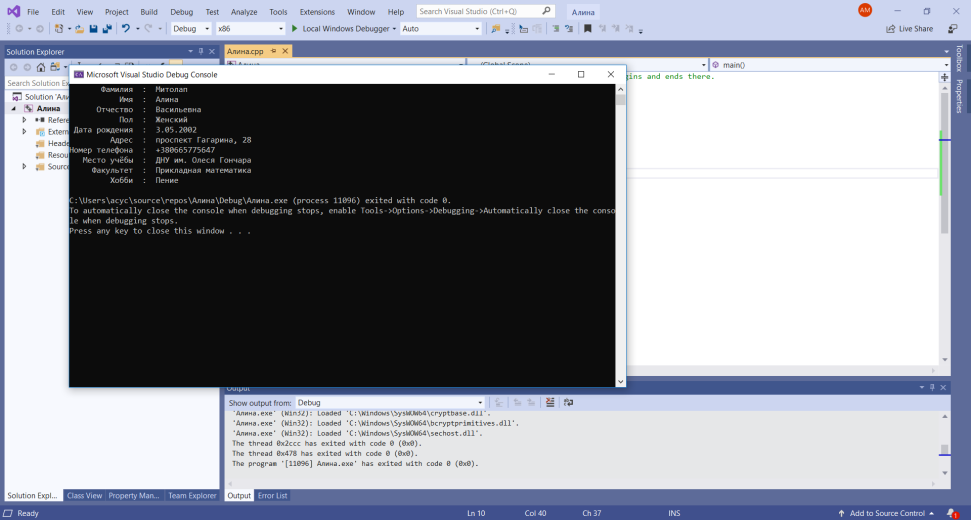 File Edit View Project Build Debug Test Analyze Tools Extensions Window Help Search Visual Studio (Ctrl+Q) Алина AM
Debug x86 Local Windows Debugger Auto Live Share
Solution Explorer
Алина.cpp
Toolbox
Properties
Microsoft Visual Studio Debug Console
main()
Search Solution
gins and ends there.
Solution
Алина
Header
Source
Фамилия : Митолап
Имя : Алина
Отчество : Васильевна
Пол : Женский
Дата рождения : 3.05.2002
Адрес : проспект Гагарина, 28
Номер телефона : +380665775647
Место учёбы : ДНУ им. Олеся Гончара
Факультет : Прикладная математика
Хобби : Пение
C:\Users\acyc\source\repos\Алина\Debug\Алина.exe (process 11096) exited with code 0.
To automatically close the console when debugging stops, enable Tools->Options->Debugging->Automatically close the conso
le when debugging stops.
Press any key to close this window . . .
Output
Show output from: Debug
'Алина.exe' (Win32): Loaded 'C:\Windows\SysWOW64\cryptbase.dll'.
'Алина.exe' (Win32): Loaded 'C:\Windows\SysWOW64\bcryptprimitives.dll'.
'Алина.exe' (Win32): Loaded 'C:\Windows\SysWOW64\sechost.dll'.
The thread 0x2ccc has exited with code 0 (0x0).
The thread 0x478 has exited with code 0 (0x0).
The program '[11096] Алина.exe' has exited with code 0 (0x0).
Solution Expl... Class View Property Man... Team Explorer Output Error List
Ready Ln 10 Col 40 Ch 37 INS Add to Source Control 1